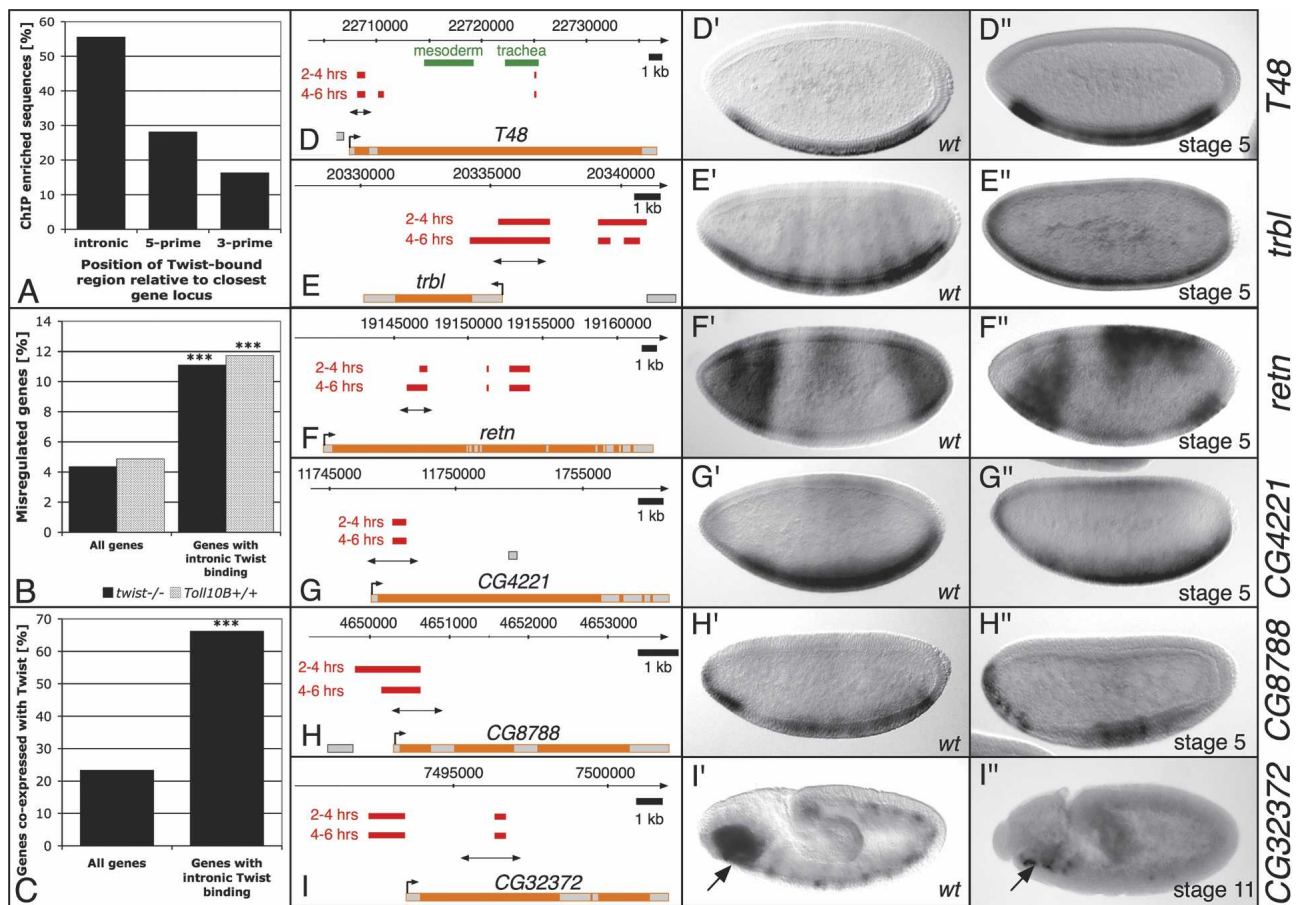 ChIP enriched sequences [%]
60
50
40
30
20
10
0
intronic 5-prime 3-prime
Position of Twist-bound
region relative to closest
gene locus
A
Misregulated genes [%]
14
12
10
8
6
4
2
0
*** ***
All genes Genes with
intronic Twist
binding
twist-/- Toll10B+/+
B
Genes co-expressed with Twist [%]
70
60
50
40
30
20
10
0
***
All genes Genes with
intronic Twist
binding
C
22710000 22720000 22730000
mesoderm trachea
1 kb
2-4 hrs
4-6 hrs
T48
D
D'
wt
D"
stage 5
T48
20330000 20335000 20340000
1 kb
2-4 hrs
4-6 hrs
trbl
E
E'
wt
E"
stage 5
trbl
19145000 19150000 19155000 19160000
1 kb
2-4 hrs
4-6 hrs
retn
F
F'
wt
F"
stage 5
retn
11745000 11750000 11755000
1 kb
2-4 hrs
4-6 hrs
CG4221
G
G'
wt
G"
stage 5
CG4221
4650000 4651000 4652000 4653000
1 kb
2-4 hrs
4-6 hrs
CG8788
H
H'
wt
H"
stage 5
CG8788
7495000 7500000
1 kb
2-4 hrs
4-6 hrs
CG32372
I
I'
wt
I"
stage 11
CG32372